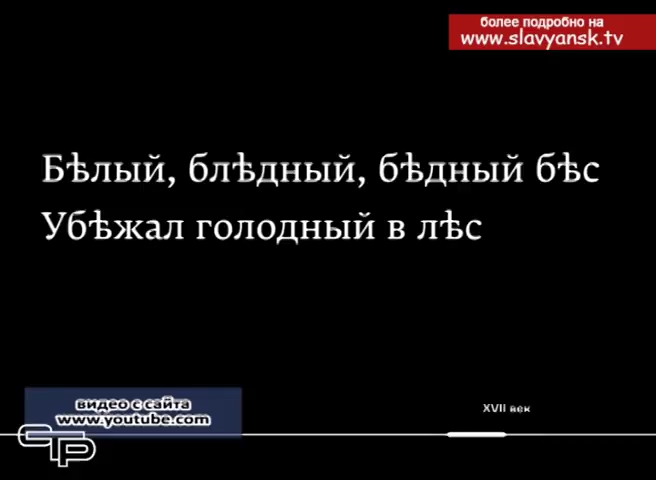 более подробно на
www.slavyansk.tv
Бѣлый, блѣдный, бѣдный бѣс
Убѣжал голодный в лѣс
видео с сайта
www.youtube.com
XVII век
СТР